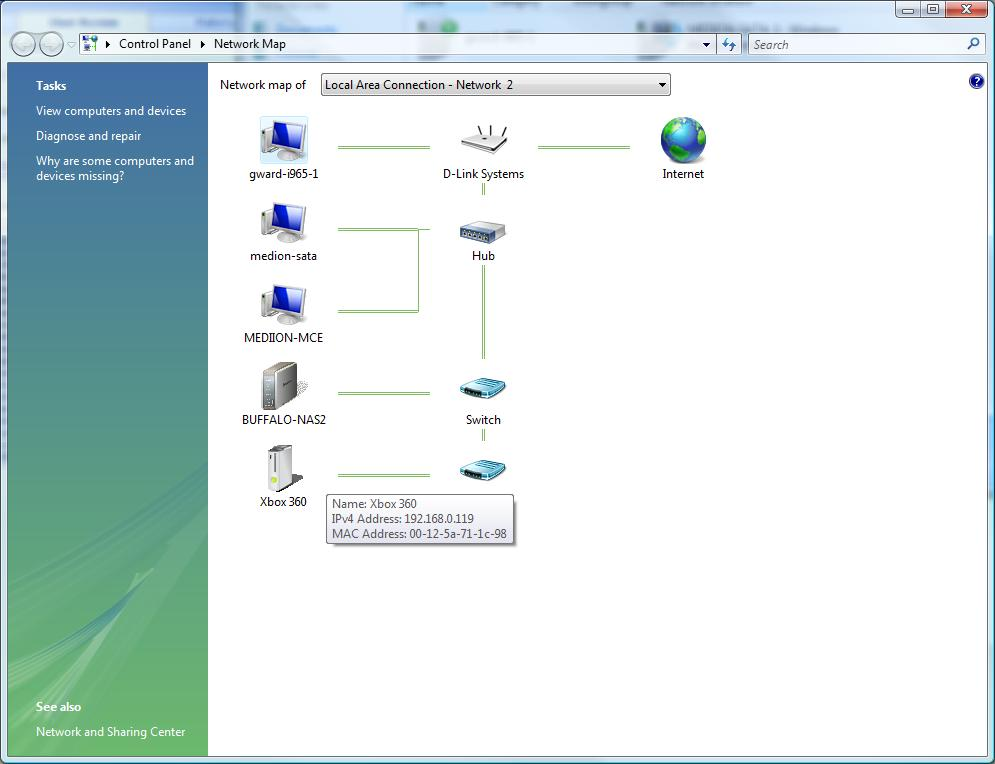 Control Panel Network Map
Search
Tasks
View computers and devices
Diagnose and repair
Why are some computers and
devices missing?
See also
Network and Sharing Center
Network map of Local Area Connection - Network 2
gward-i965-1 D-Link Systems Internet
medion-sata Hub
MEDIION-MCE
BUFFALO-NAS2 Switch
Xbox 360
Name: Xbox 360
IPv4 Address: 192.168.0.119
MAC Address: 00-12-5a-71-1c-98